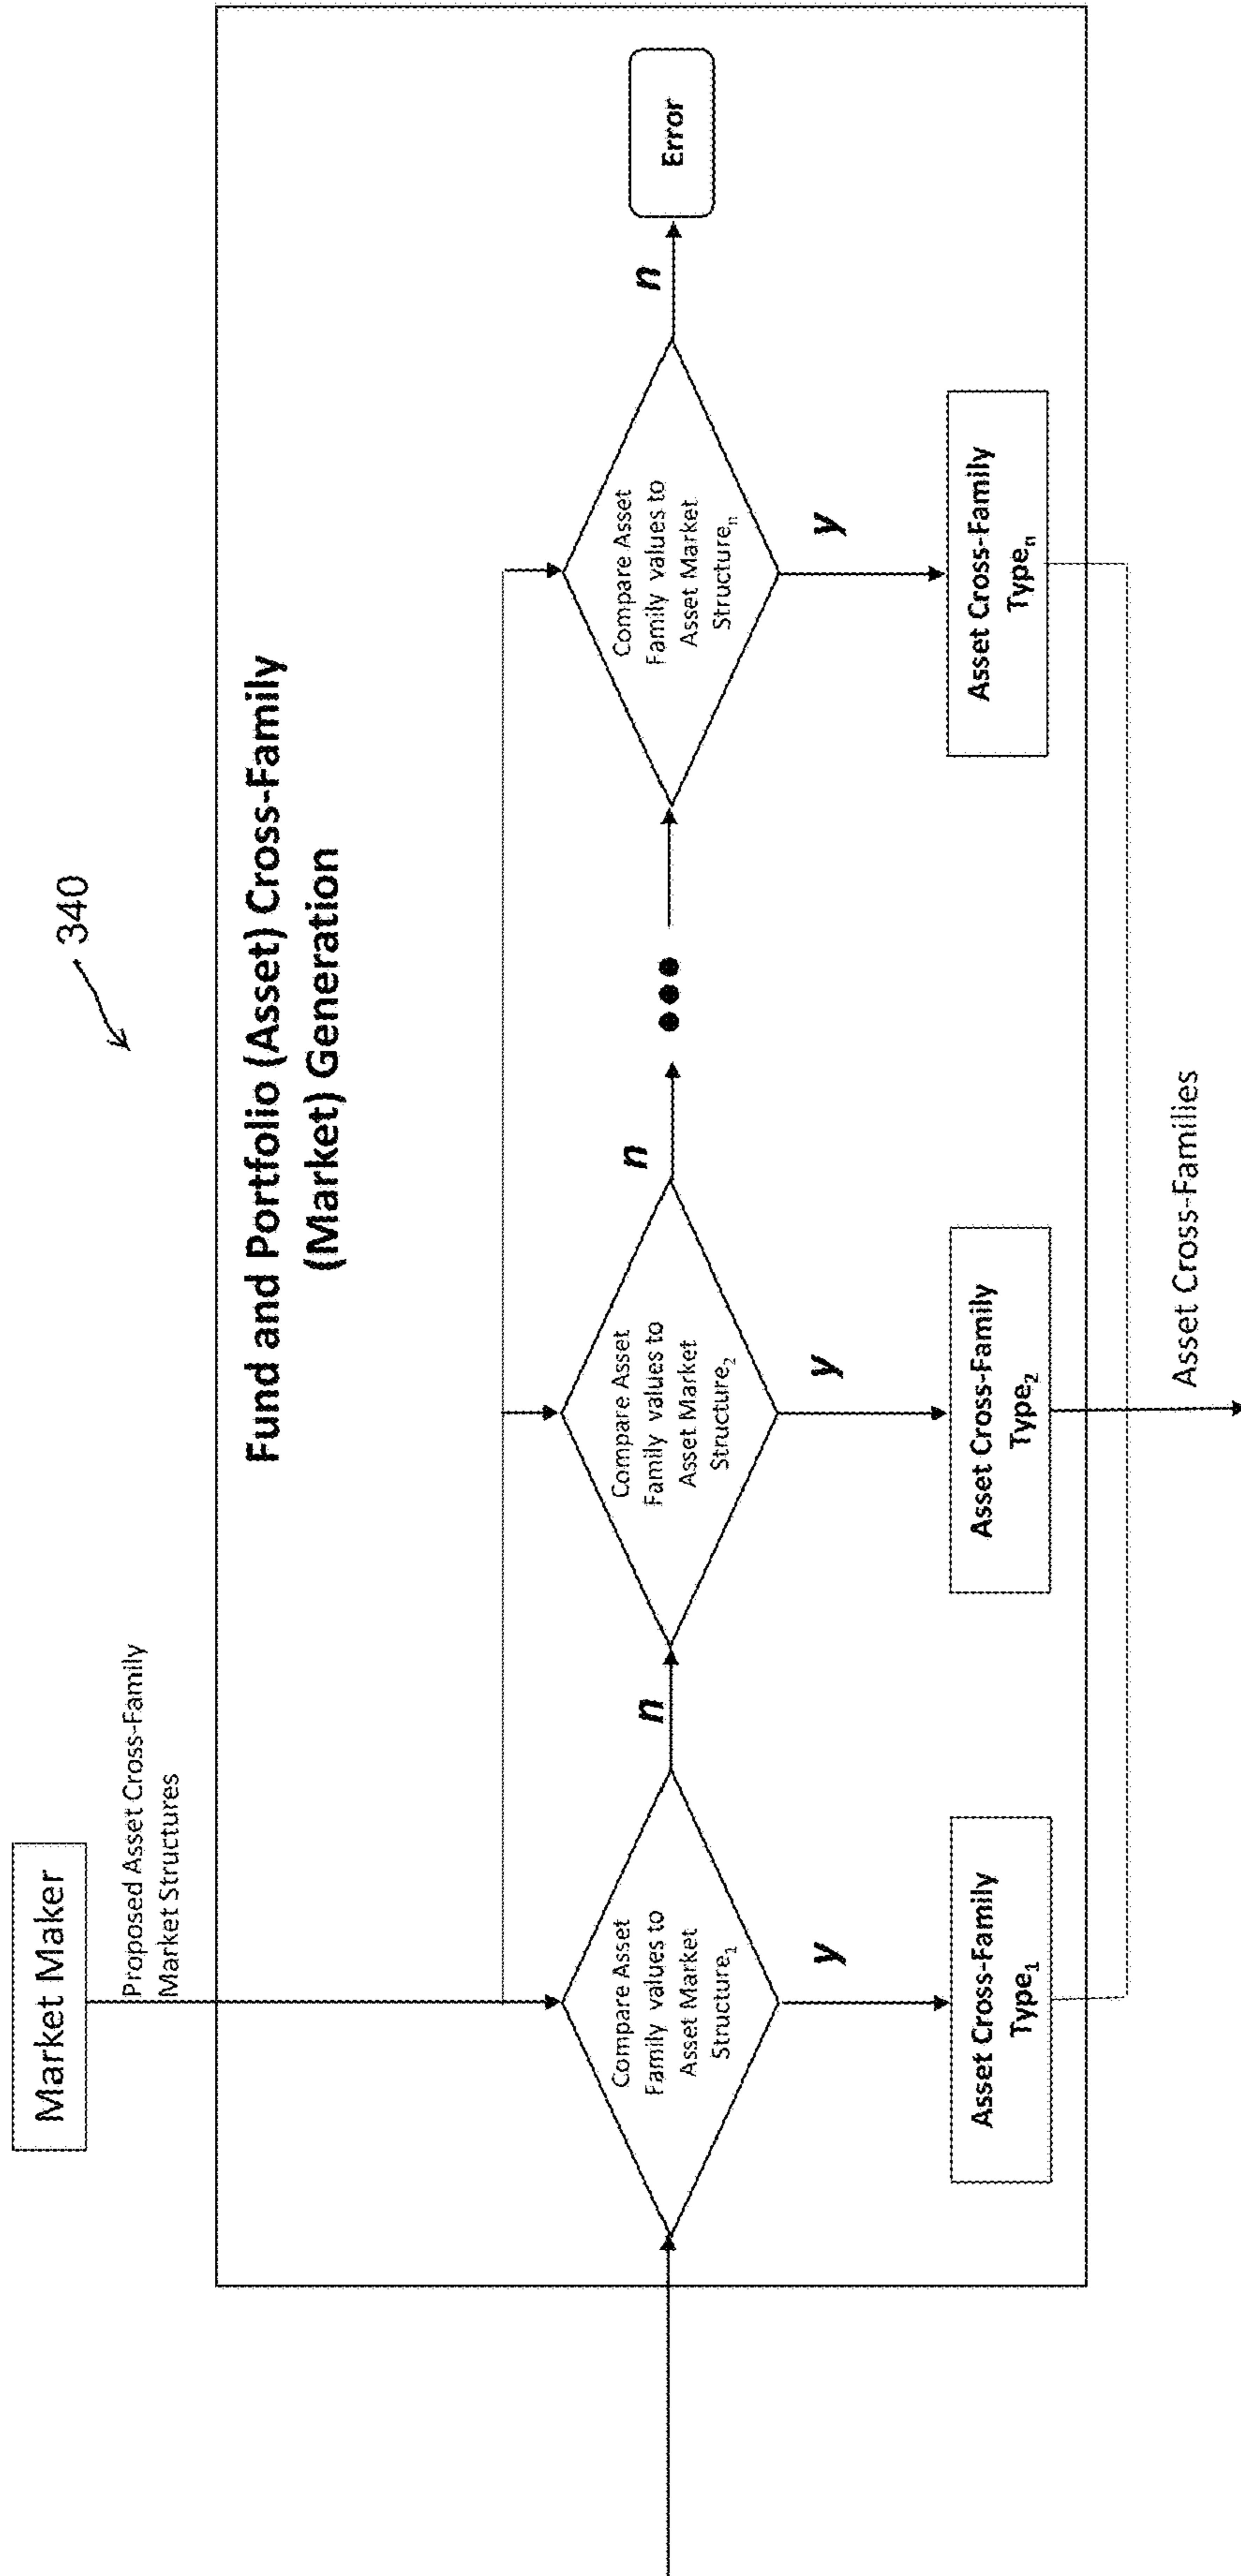 Market Maker
340
Proposed Asset Cross-Family
Market Structures
Fund and Portfolio (Asset) Cross-Family
(Market) Generation
Compare Asset
Family values to
Asset Market
Structure₁
n
Compare Asset
Family values to
Asset Market
Structure₂
n
Compare Asset
Family values to
Asset Market
Structureₙ
n
Error
y
y
y
Asset Cross-Family
Type₁
Asset Cross-Family
Type₂
Asset Cross-Family
Typeₙ
Asset Cross-Families